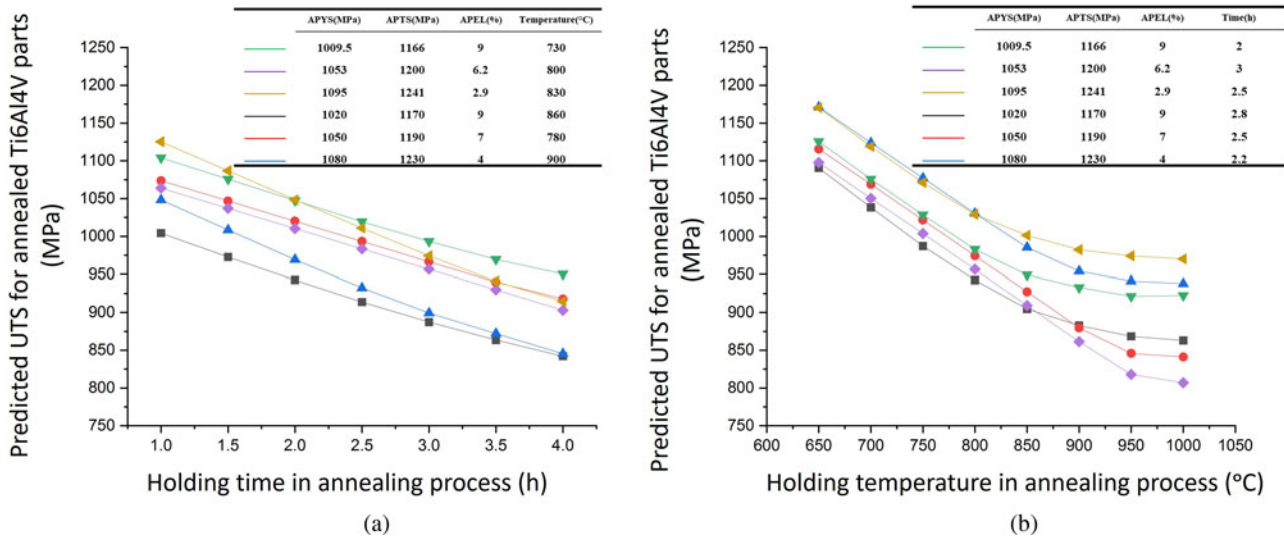 APYS(MPa) APTS(MPa) APEL(%) Temperature(°C)
1009.5 1166 9 730
1053 1200 6.2 800
1095 1241 2.9 830
1020 1170 9 860
1050 1190 7 780
1080 1230 4 900
1250
1200
1150
1100
1050
1000
950
900
850
800
750
1.0 1.5 2.0 2.5 3.0 3.5 4.0
Predicted UTS for annealed Ti6Al4V parts
(MPa)
Holding time in annealing process (h)
(a)
APYS(MPa) APTS(MPa) APEL(%) Time(h)
1009.5 1166 9 2
1053 1200 6.2 3
1095 1241 2.9 2.5
1020 1170 9 2.8
1050 1190 7 2.5
1080 1230 4 2.2
1250
1200
1150
1100
1050
1000
950
900
850
800
750
600 650 700 750 800 850 900 950 1000 1050
Predicted UTS for annealed Ti6Al4V parts
(MPa)
Holding temperature in annealing process (°C)
(b)